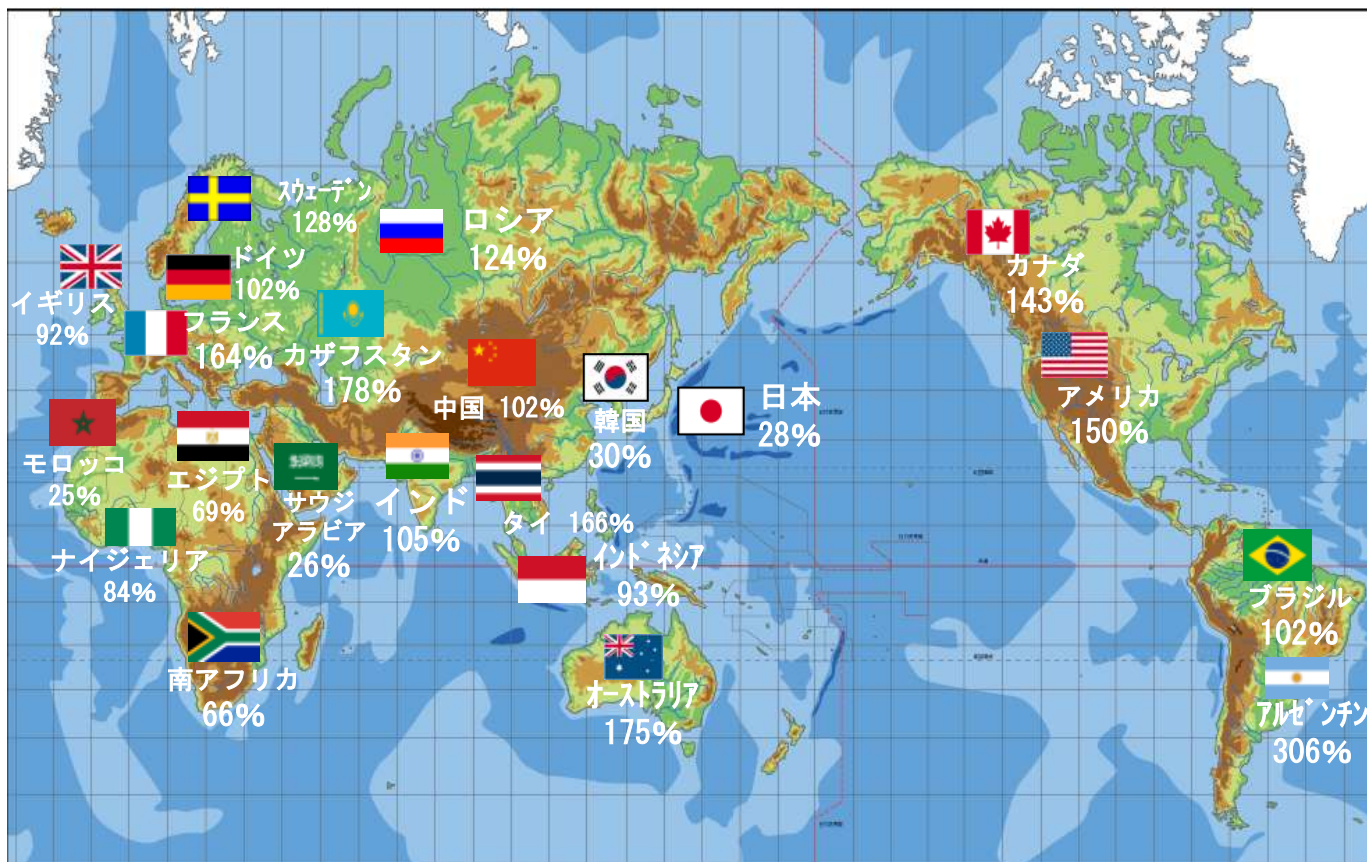 スウェーデン
128%
ロシア
124%
ドイツ
102%
イギリス
92%
フランス
164%
カザフスタン
178%
カナダ
143%
アメリカ
150%
中国 102%
韓国
30%
日本
28%
モロッコ
25%
エジプト
69%
サウジ
アラビア
26%
インド
105%
タイ 166%
ナイジェリア
84%
インドネシア
93%
南アフリカ
66%
オーストラリア
175%
ブラジル
102%
アルゼンチン
306%